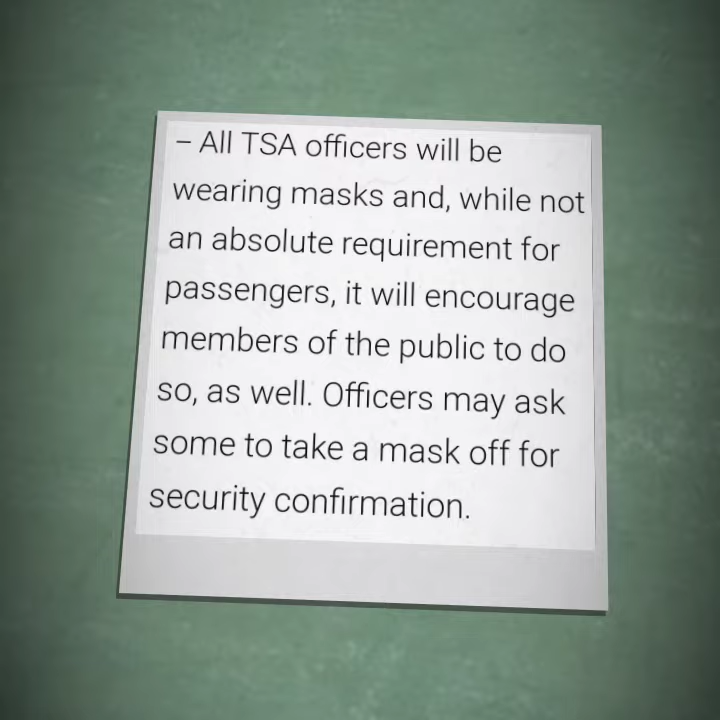 – All TSA officers will be
wearing masks and, while not
an absolute requirement for
passengers, it will encourage
members of the public to do
so, as well. Officers may ask
some to take a mask off for
security confirmation.